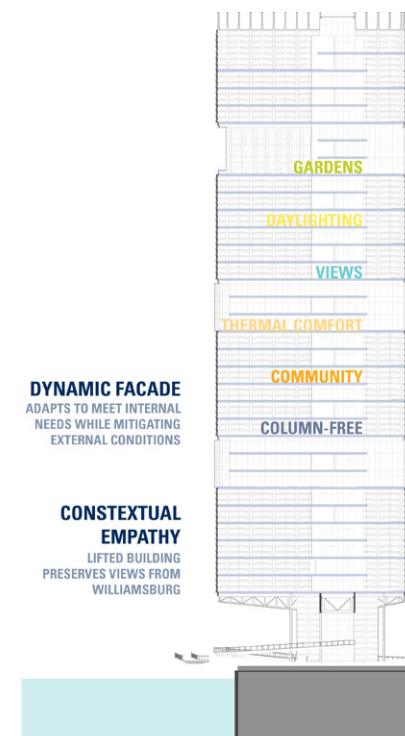 GARDENS
DAYLIGHTING
VIEWS
THERMAL COMFORT
COMMUNITY
COLUMN-FREE
DYNAMIC FACADE
ADAPTS TO MEET INTERNAL
NEEDS WHILE MITIGATING
EXTERNAL CONDITIONS
CONSTEXTUAL
EMPATHY
LIFTED BUILDING
PRESERVES VIEWS FROM
WILLIAMSBURG